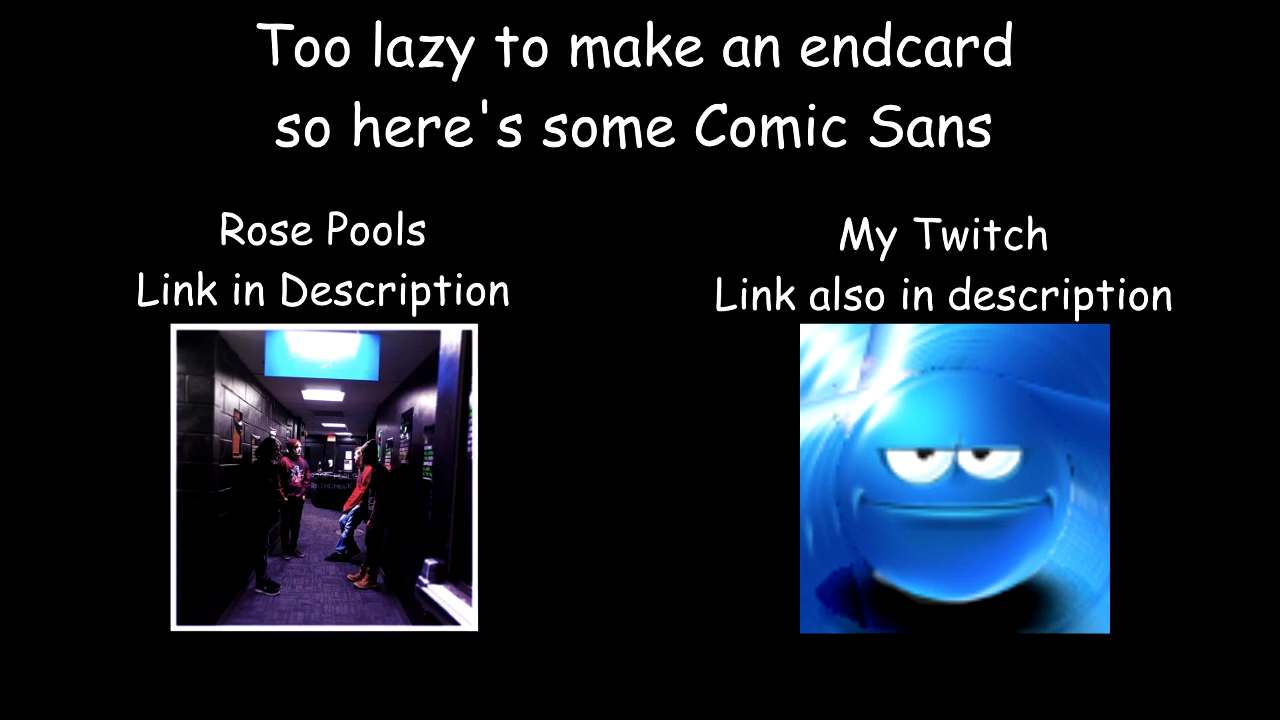 Too lazy to make an endcard
so here's some Comic Sans
Rose Pools
Link in Description
My Twitch
Link also in description